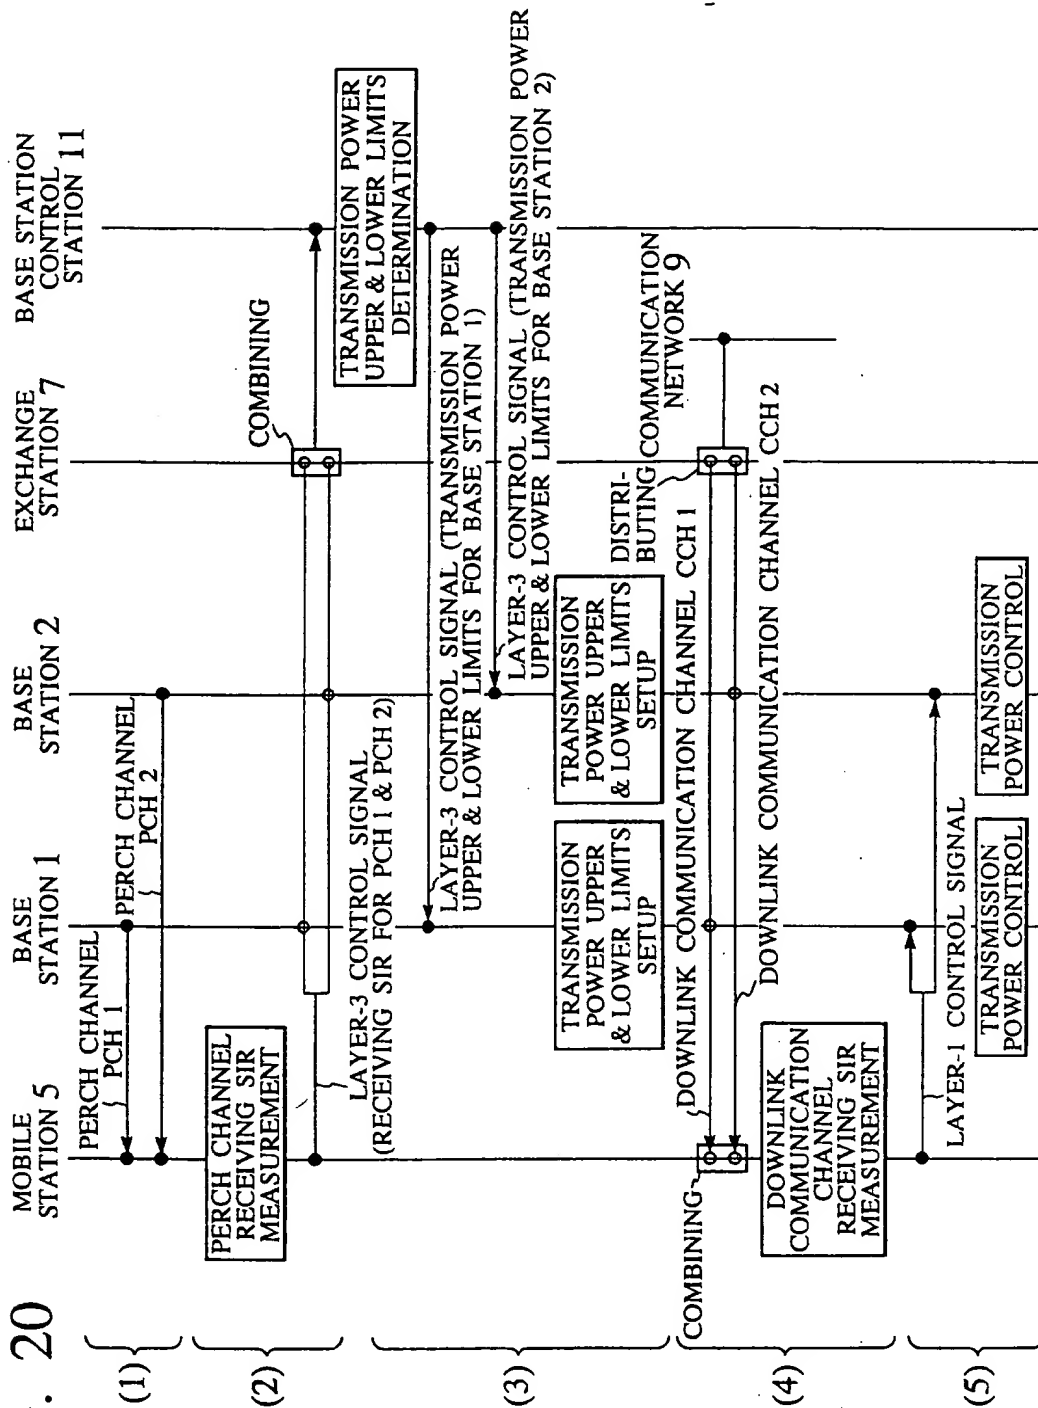 . 20
MOBILE
STATION 5
BASE
STATION 1
BASE
STATION 2
EXCHANGE
STATION 7
BASE STATION
CONTROL
STATION 11
(1)
PERCH CHANNEL
PCH 1
PERCH CHANNEL
PCH 2
(2)
PERCH CHANNEL
RECEIVING SIR
MEASUREMENT
COMBINING
LAYER-3 CONTROL SIGNAL
(RECEIVING SIR FOR PCH 1 & PCH 2)
TRANSMISSION POWER
UPPER & LOWER LIMITS
DETERMINATION
(3)
LAYER-3 CONTROL SIGNAL (TRANSMISSION POWER
UPPER & LOWER LIMITS FOR BASE STATION 1)
LAYER-3 CONTROL SIGNAL (TRANSMISSION POWER
UPPER & LOWER LIMITS FOR BASE STATION 2)
TRANSMISSION
POWER UPPER
& LOWER LIMITS
SETUP
TRANSMISSION
POWER UPPER
& LOWER LIMITS
SETUP
(4)
DISTRI-
BUTING
COMMUNICATION
NETWORK 9
COMBINING
DOWNLINK COMMUNICATION CHANNEL CCH 1
DOWNLINK COMMUNICATION CHANNEL CCH 2
DOWNLINK
COMMUNICATION
CHANNEL
RECEIVING SIR
MEASUREMENT
(5)
LAYER-1 CONTROL SIGNAL
TRANSMISSION
POWER CONTROL
TRANSMISSION
POWER CONTROL